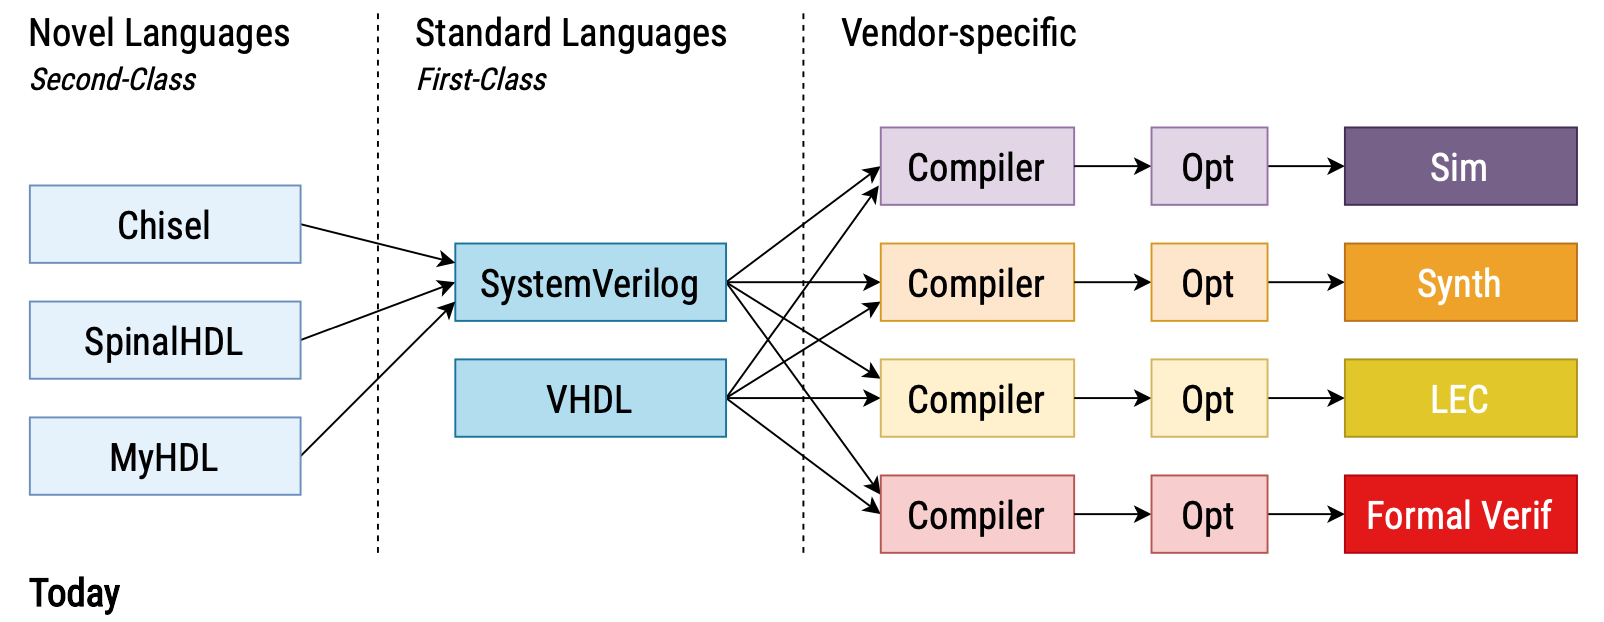 Novel Languages
Second-Class
Standard Languages
First-Class
Vendor-specific
Chisel
SpinalHDL
MyHDL
SystemVerilog
VHDL
Compiler
Opt
Sim
Compiler
Opt
Synth
Compiler
Opt
LEC
Compiler
Opt
Formal Verif
Today